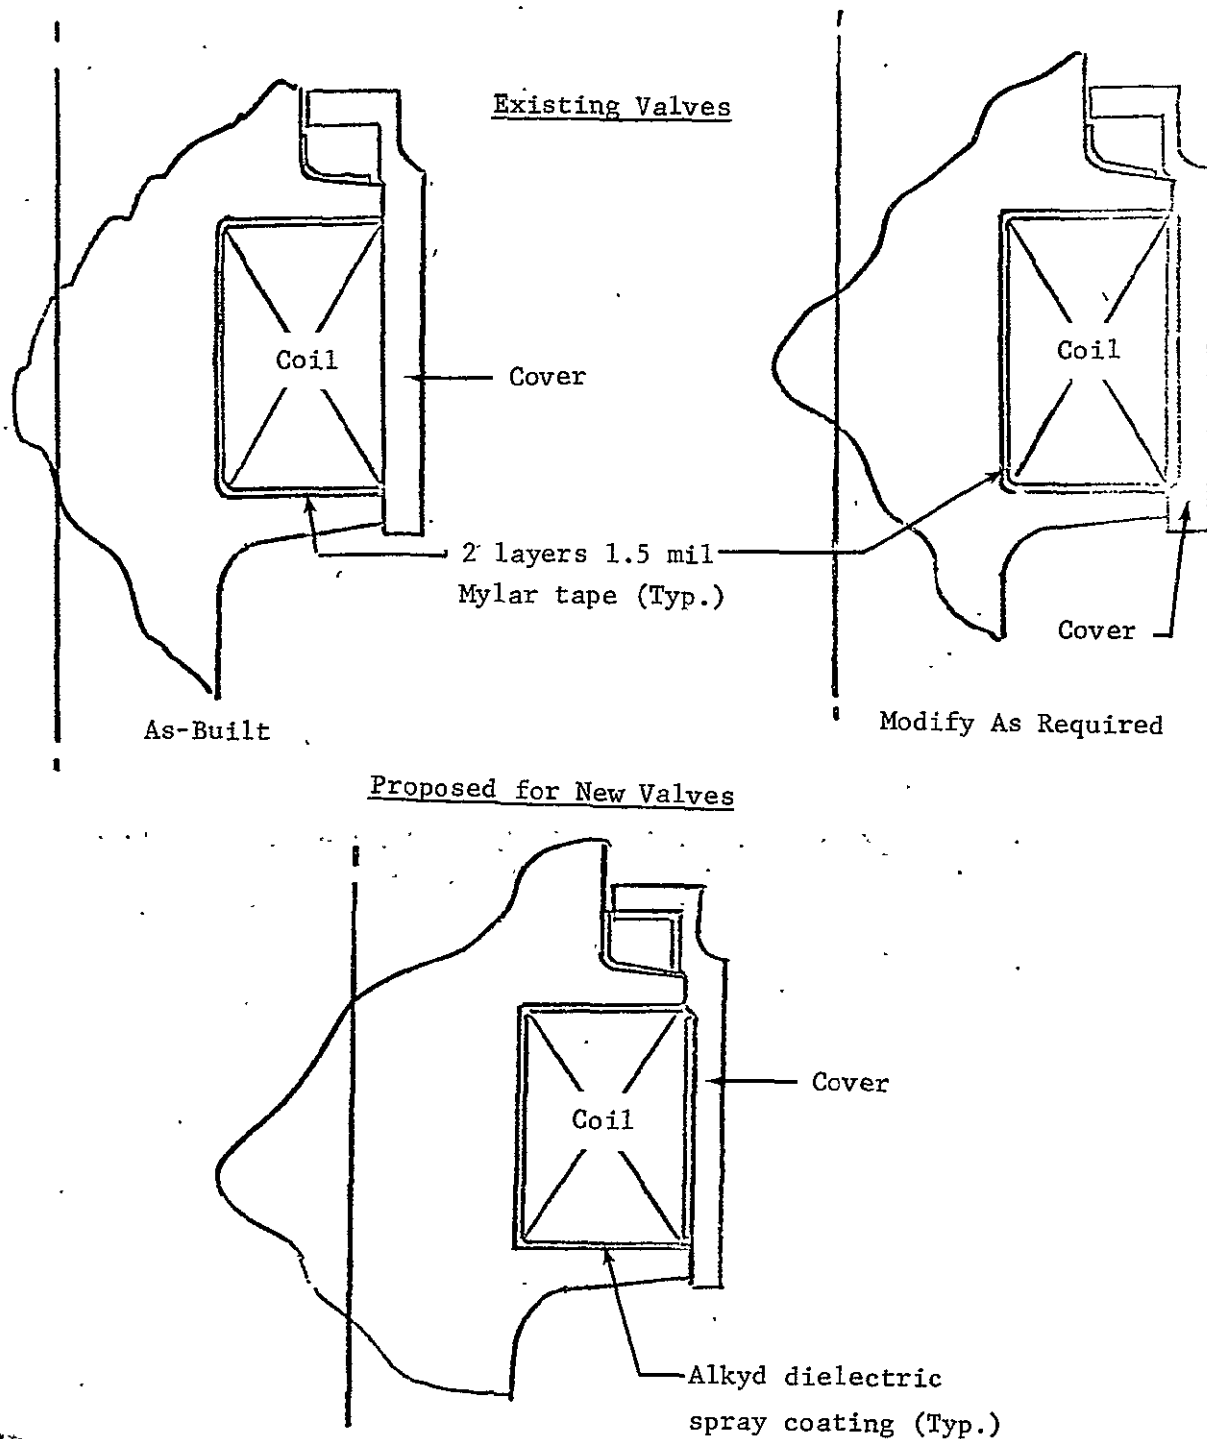 Existing Valves
Coil
Cover
Coil
2 layers 1.5 mil
Mylar tape (Typ.)
Cover
As-Built
Modify As Required
Proposed for New Valves
Coil
Cover
Alkyd dielectric
spray coating (Typ.)